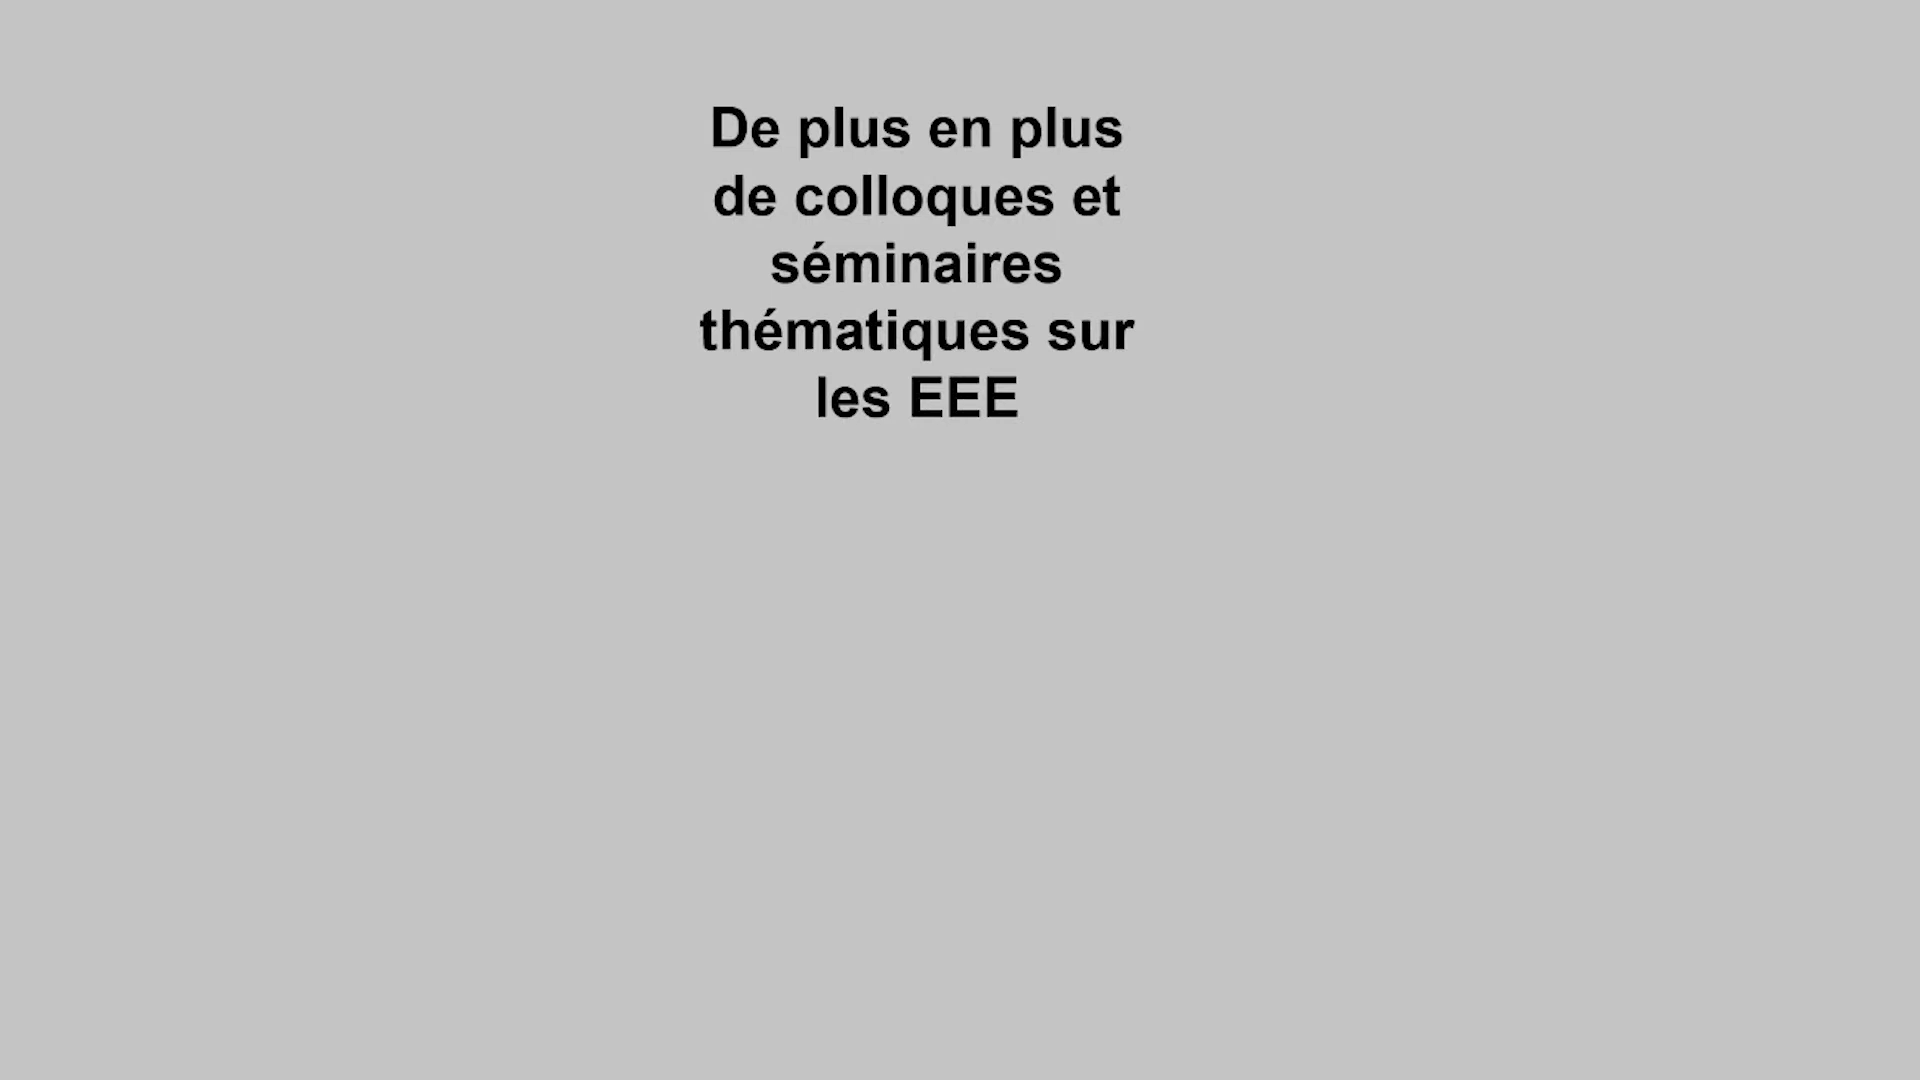 De plus en plus
de colloques et
séminaires
thématiques sur
les EEE